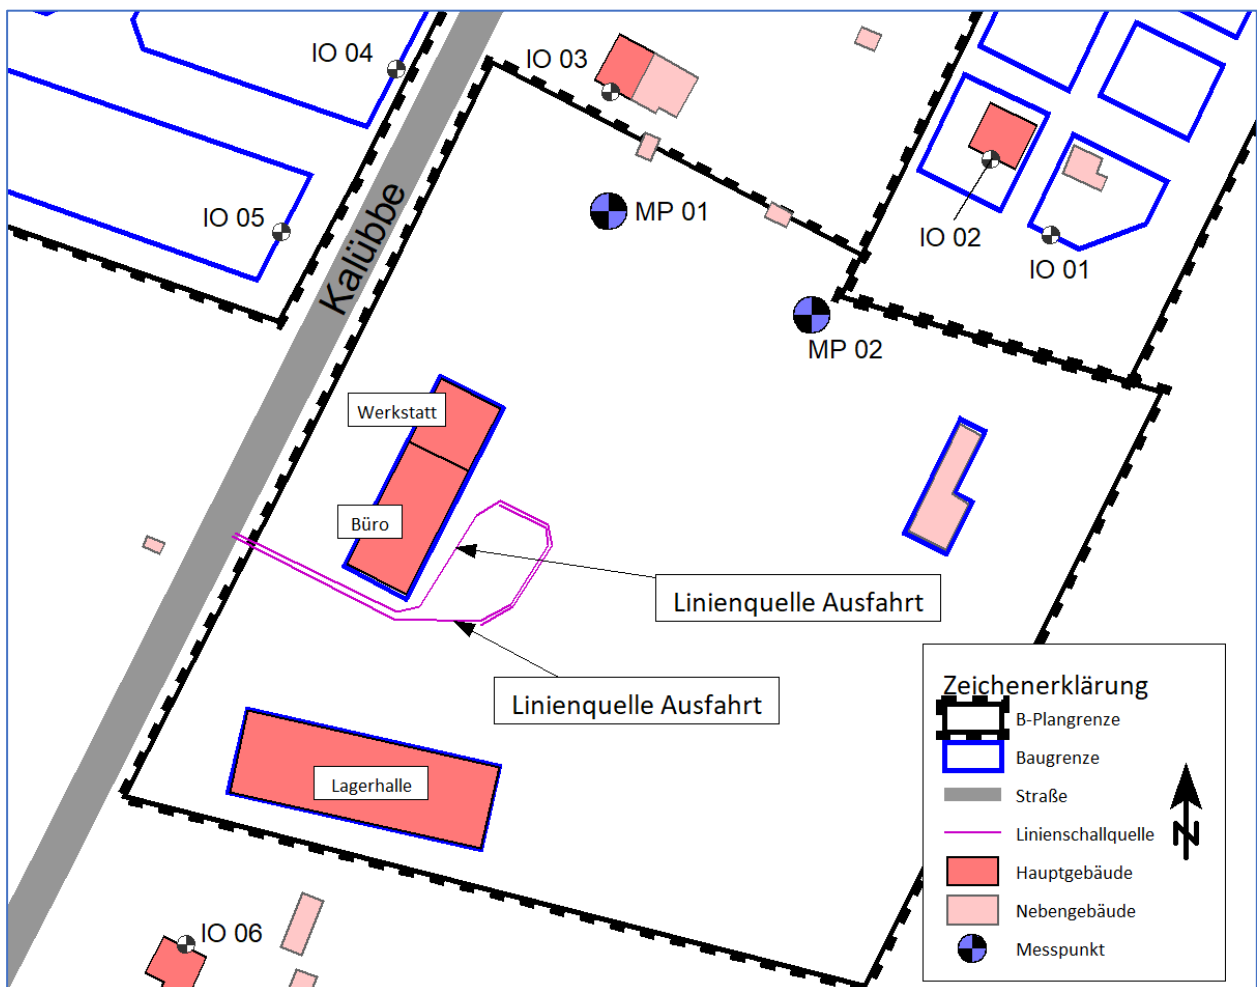 IO 04
IO 03
MP 01
IO 05
IO 02
IO 01
Kalübbe
MP 02
Werkstatt
Büro
Linienquelle Ausfahrt
Linienquelle Ausfahrt
Lagerhalle
IO 06
Zeichenerklärung
B-Plangrenze
Baugrenze
Straße
Linienschallquelle
Hauptgebäude
Nebengebäude
Messpunkt
N